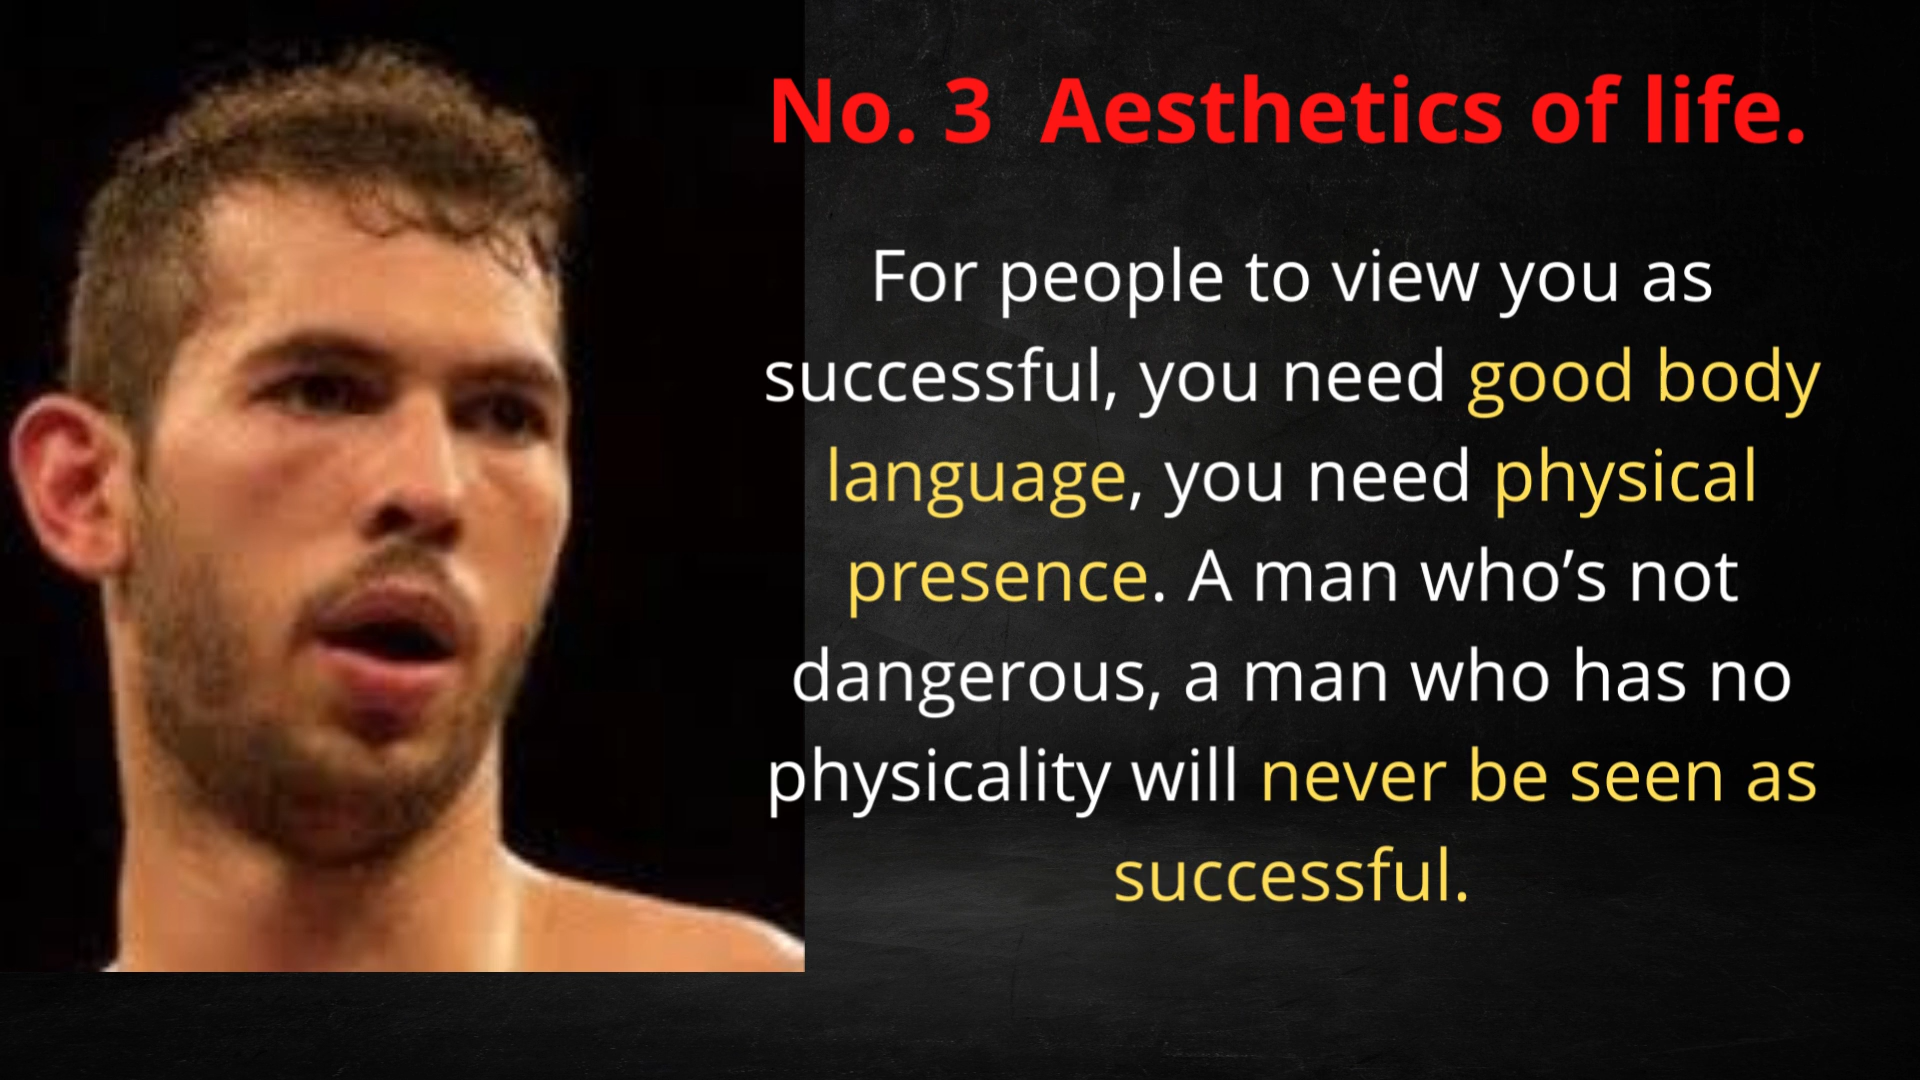 No. 3 Aesthetics of life.
For people to view you as
successful, you need good body
language, you need physical
presence. A man who’s not
dangerous, a man who has no
physicality will never be seen as
successful.